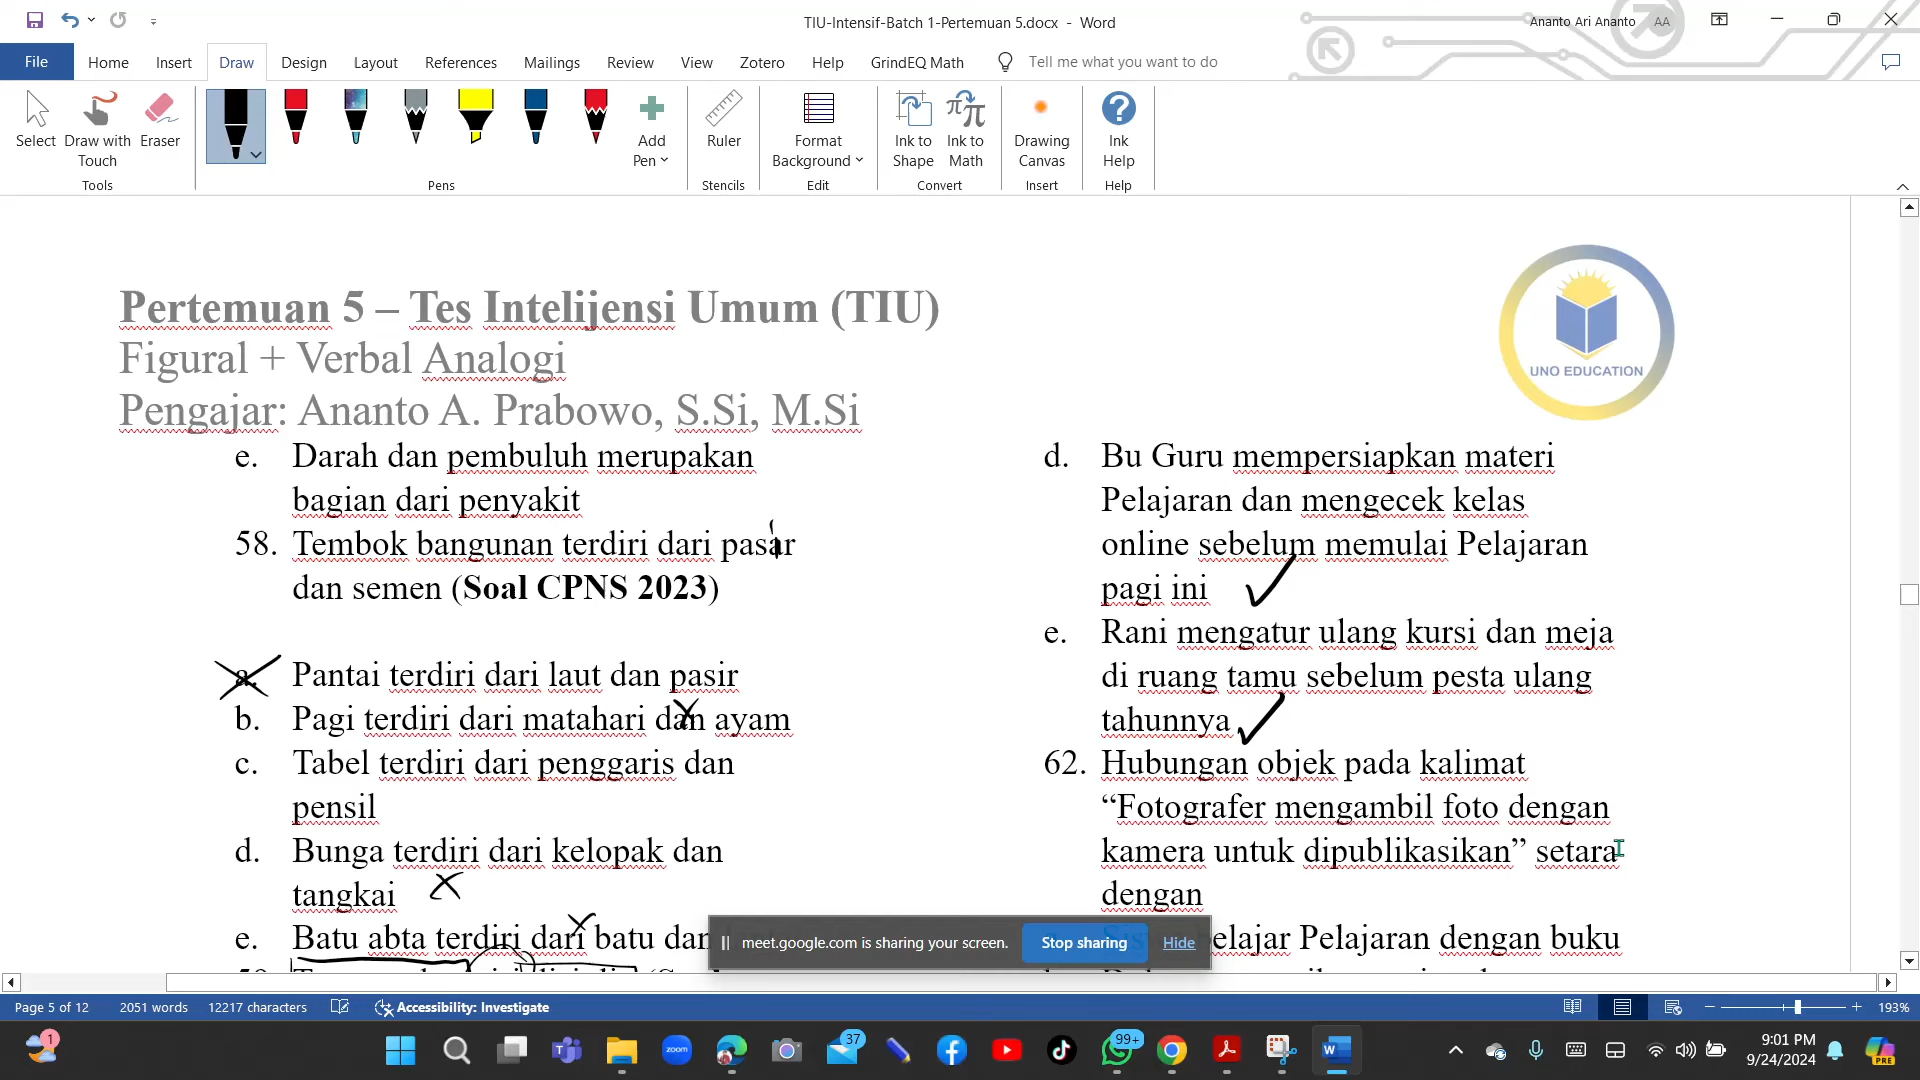 TIU-Intensif-Batch 1-Pertemuan 5.docx - Word
Ananto Ari Ananto
AA
File
Home
Insert
Draw
Design
Layout
References
Mailings
Review
View
Zotero
Help
GrindEQ Math
Tell me what you want to do
Select
Draw with Touch
Eraser
Add Pen
Ruler
Format Background
Ink to Shape
Ink to Math
Drawing Canvas
Ink Help
Tools
Pens
Stencils
Edit
Convert
Insert
Help
Pertemuan 5 – Tes Intelijensi Umum (TIU)
Figural + Verbal Analogi
Pengajar: Ananto A. Prabowo, S.Si, M.Si
UNO EDUCATION
e. Darah dan pembuluh merupakan
bagian dari penyakit
58. Tembok bangunan terdiri dari pasar
dan semen (Soal CPNS 2023)
a. Pantai terdiri dari laut dan pasir
b. Pagi terdiri dari matahari dan ayam
c. Tabel terdiri dari penggaris dan
pensil
d. Bunga terdiri dari kelopak dan
tangkai
e. Batu abta terdiri dari batu dan
d. Bu Guru mempersiapkan materi
Pelajaran dan mengecek kelas
online sebelum memulai Pelajaran
pagi ini
e. Rani mengatur ulang kursi dan meja
di ruang tamu sebelum pesta ulang
tahunnya
62. Hubungan objek pada kalimat
“Fotografer mengambil foto dengan
kamera untuk dipublikasikan” setara
dengan
belajar Pelajaran dengan buku
meet.google.com is sharing your screen.
Stop sharing
Hide
Page 5 of 12
2051 words
12217 characters
Accessibility: Investigate
193%
1
zoom
37
99+
9:01 PM
9/24/2024
PRE